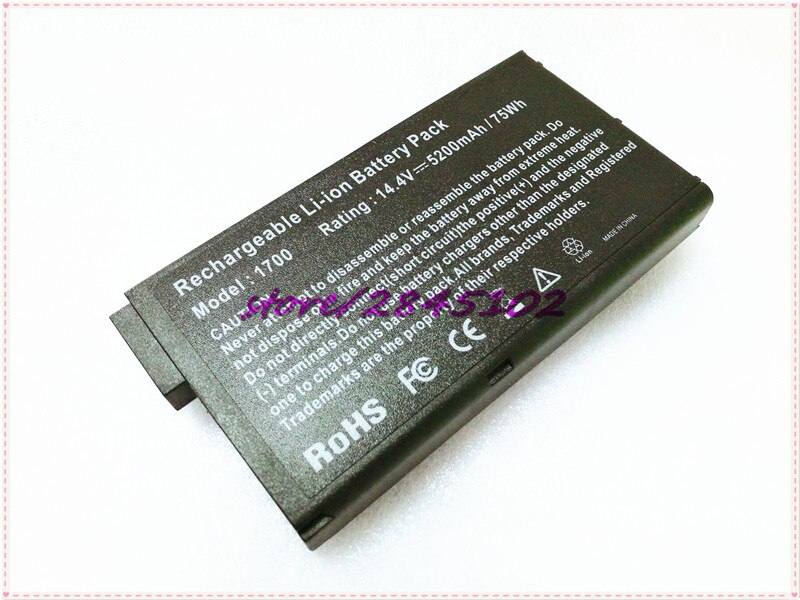 Rechargeable Li-ion Battery Pack
Model : 1700 Rating : 14.4V⎓5200mAh/75Wh
CAU
Never at to disassemble or reassemble the battery pack. Do
not dispose of fire and keep the battery away from extreme heat.
Do not directly (short circuit)the positive(+) and the negative
(-) terminals. Do not battery chargers other than the designated
one to charge this battery pack. All brands, Trademarks and Registered
Trademarks are the property of their respective holders.
RoHS FC CE
Li-ion
MADE IN CHINA
store/2845102